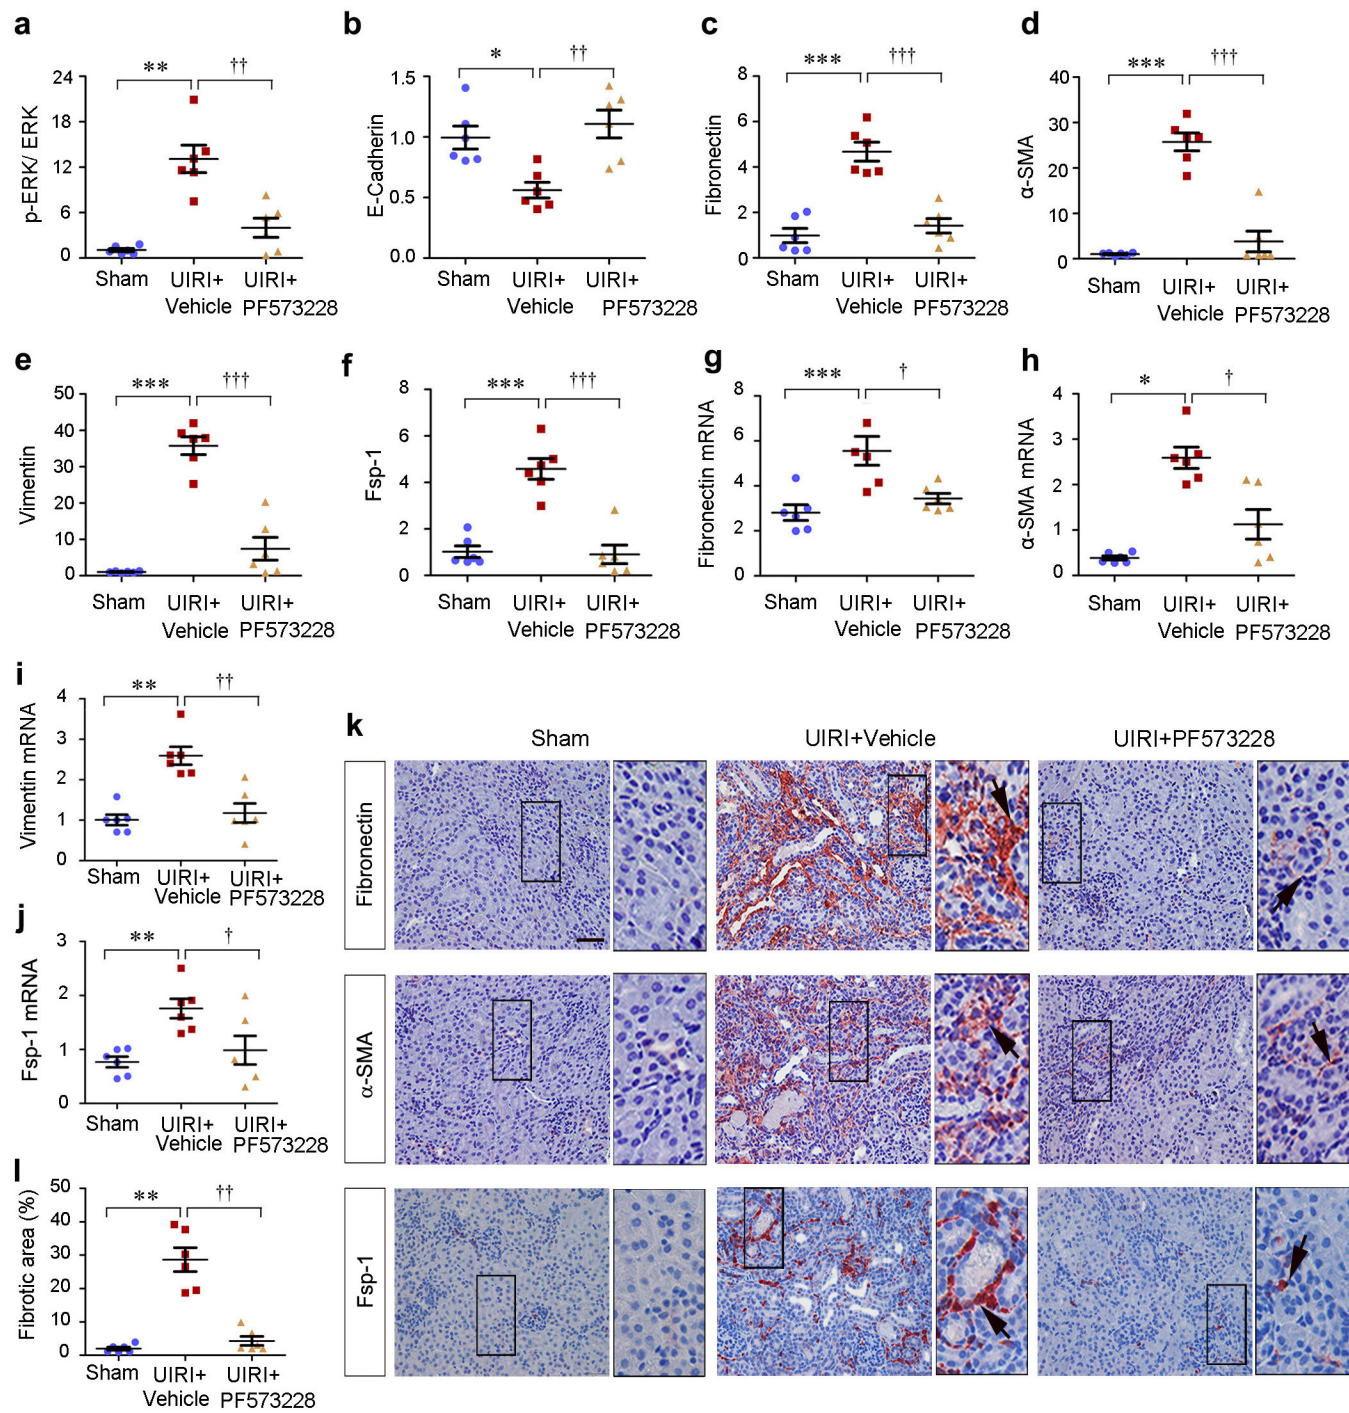 a
p-ERK/ ERK
24
18
12
6
0
**
††
Sham
UIRI+
Vehicle
UIRI+
PF573228
b
E-Cadherin
1.5
1.0
0.5
0.0
*
††
Sham
UIRI+
Vehicle
UIRI+
PF573228
c
Fibronectin
8
6
4
2
0
***
†††
Sham
UIRI+
Vehicle
UIRI+
PF573228
d
α-SMA
40
30
20
10
0
***
†††
Sham
UIRI+
Vehicle
UIRI+
PF573228
e
Vimentin
50
40
30
20
10
0
***
†††
Sham
UIRI+
Vehicle
UIRI+
PF573228
f
Fsp-1
8
6
4
2
0
***
†††
Sham
UIRI+
Vehicle
UIRI+
PF573228
g
Fibronectin mRNA
8
6
4
2
0
***
†
Sham
UIRI+
Vehicle
UIRI+
PF573228
h
α-SMA mRNA
4
3
2
1
0
*
†
Sham
UIRI+
Vehicle
UIRI+
PF573228
i
Vimentin mRNA
4
3
2
1
0
**
††
Sham
UIRI+
Vehicle
UIRI+
PF573228
j
Fsp-1 mRNA
3
2
1
0
**
†
Sham
UIRI+
Vehicle
UIRI+
PF573228
k
Sham
UIRI+Vehicle
UIRI+PF573228
Fibronectin
α-SMA
Fsp-1
l
Fibrotic area (%)
50
40
30
20
10
0
**
††
Sham
UIRI+
Vehicle
UIRI+
PF573228